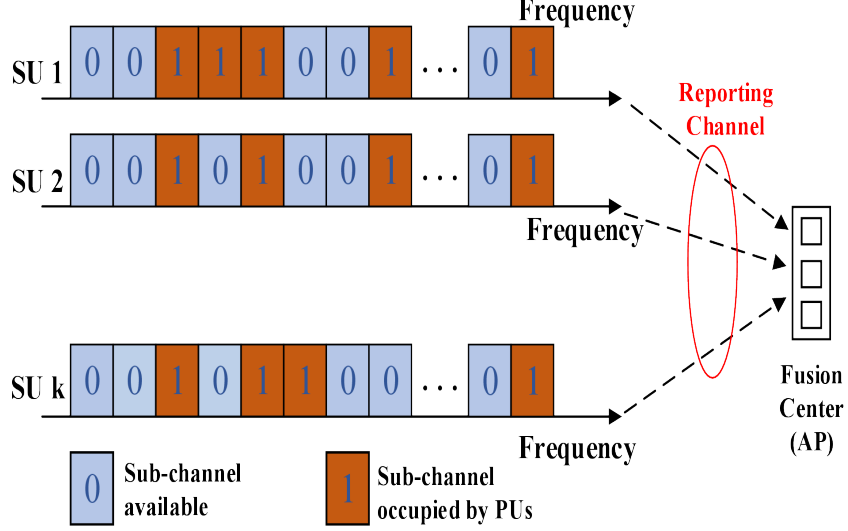 Frequency
SU 1 0 0 1 1 1 0 0 1 ... 0 1
Reporting
Channel
SU 2 0 0 1 0 1 0 0 1 ... 0 1
Frequency
SU k 0 0 1 0 1 1 0 0 ... 0 1
Fusion
Center
(AP)
Frequency
0 Sub-channel
available
1 Sub-channel
occupied by PUs